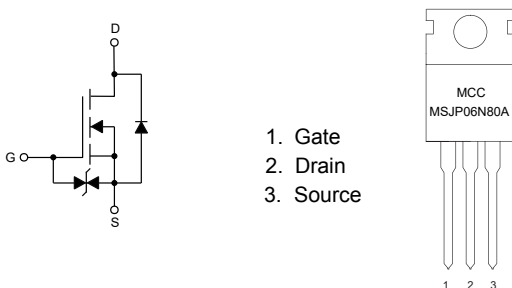 D
G
S
1. Gate
2. Drain
3. Source
MCC
MSJP06N80A
1 2 3